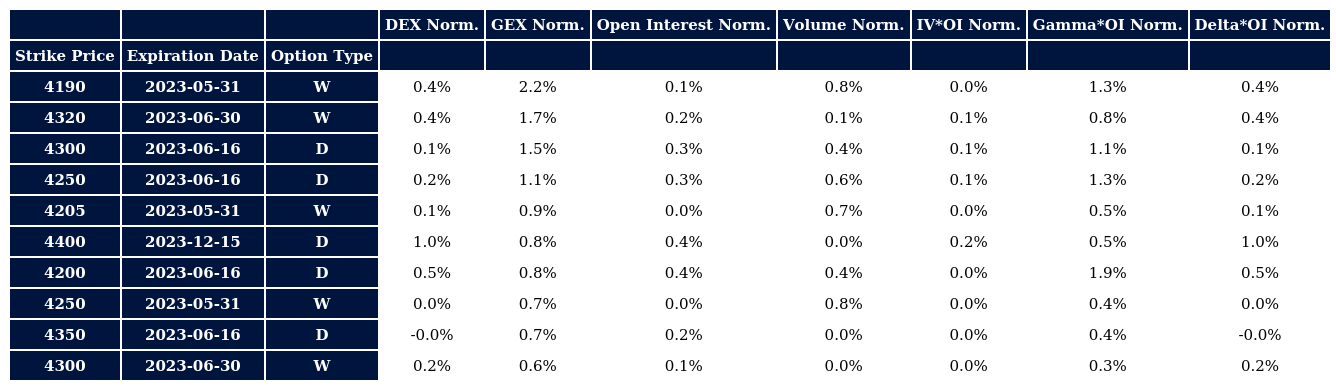 DEX Norm. GEX Norm. Open Interest Norm. Volume Norm. IV*OI Norm. Gamma*OI Norm. Delta*OI Norm.
Strike Price Expiration Date Option Type
4190 2023-05-31 W 0.4% 2.2% 0.1% 0.8% 0.0% 1.3% 0.4%
4320 2023-06-30 W 0.4% 1.7% 0.2% 0.1% 0.1% 0.8% 0.4%
4300 2023-06-16 D 0.1% 1.5% 0.3% 0.4% 0.1% 1.1% 0.1%
4250 2023-06-16 D 0.2% 1.1% 0.3% 0.6% 0.1% 1.3% 0.2%
4205 2023-05-31 W 0.1% 0.9% 0.0% 0.7% 0.0% 0.5% 0.1%
4400 2023-12-15 D 1.0% 0.8% 0.4% 0.0% 0.2% 0.5% 1.0%
4200 2023-06-16 D 0.5% 0.8% 0.4% 0.4% 0.0% 1.9% 0.5%
4250 2023-05-31 W 0.0% 0.7% 0.0% 0.8% 0.0% 0.4% 0.0%
4350 2023-06-16 D -0.0% 0.7% 0.2% 0.0% 0.0% 0.4% -0.0%
4300 2023-06-30 W 0.2% 0.6% 0.1% 0.0% 0.0% 0.3% 0.2%